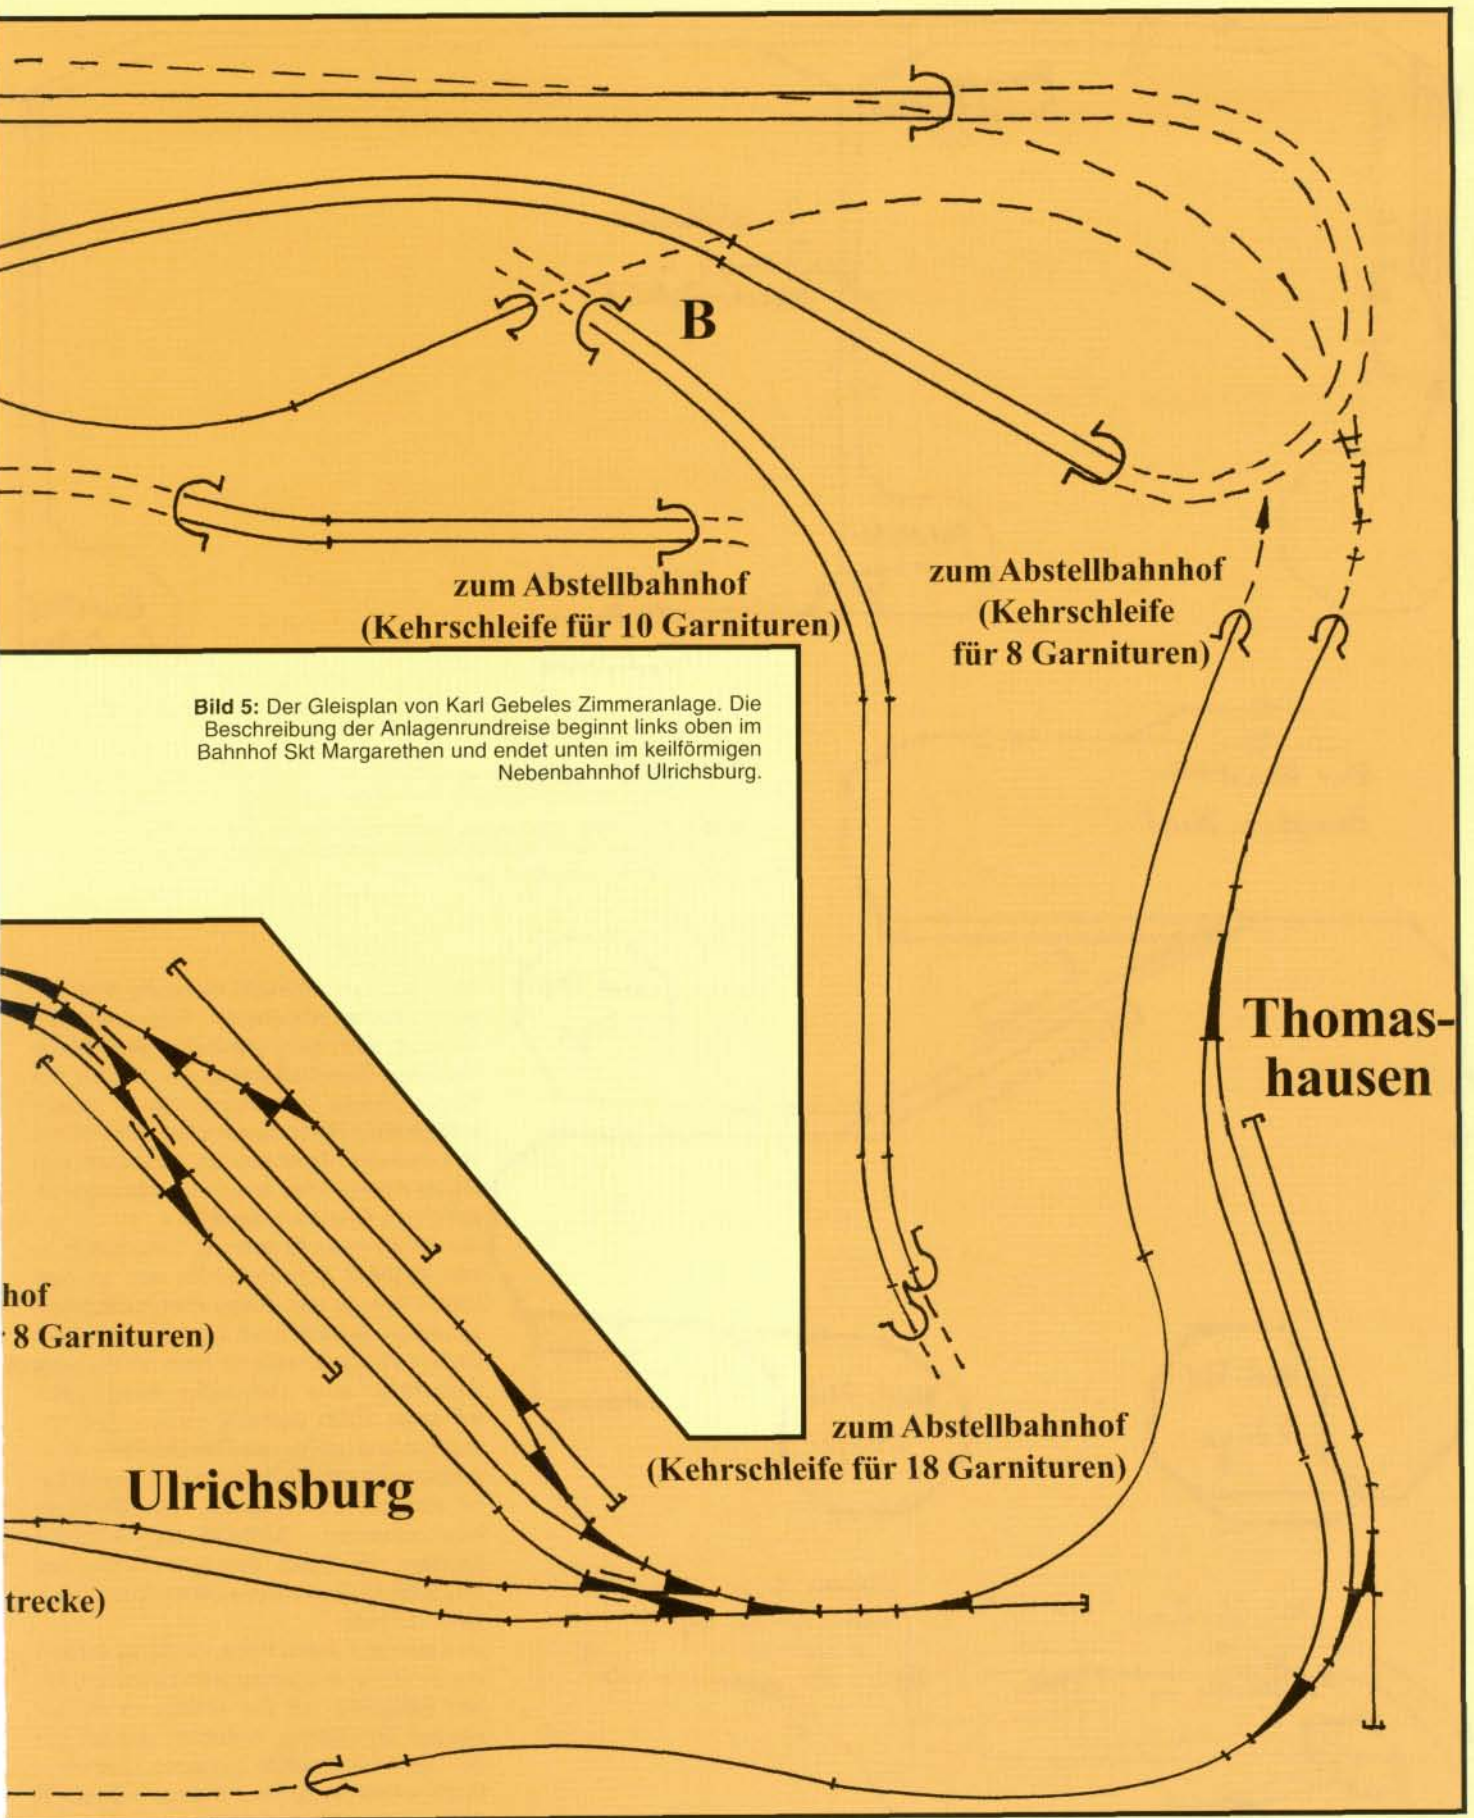 B
zum Abstellbahnhof
(Kehrschleife für 10 Garnituren)
zum Abstellbahnhof
(Kehrschleife
für 8 Garnituren)
Bild 5: Der Gleisplan von Karl Gebeles Zimmeranlage. Die
Beschreibung der Anlagenrundreise beginnt links oben im
Bahnhof Skt Margarethen und endet unten im keilförmigen
Nebenbahnhof Ulrichsburg.
Thomas-
hausen
hof
8 Garnituren)
zum Abstellbahnhof
(Kehrschleife für 18 Garnituren)
Ulrichsburg
trecke)